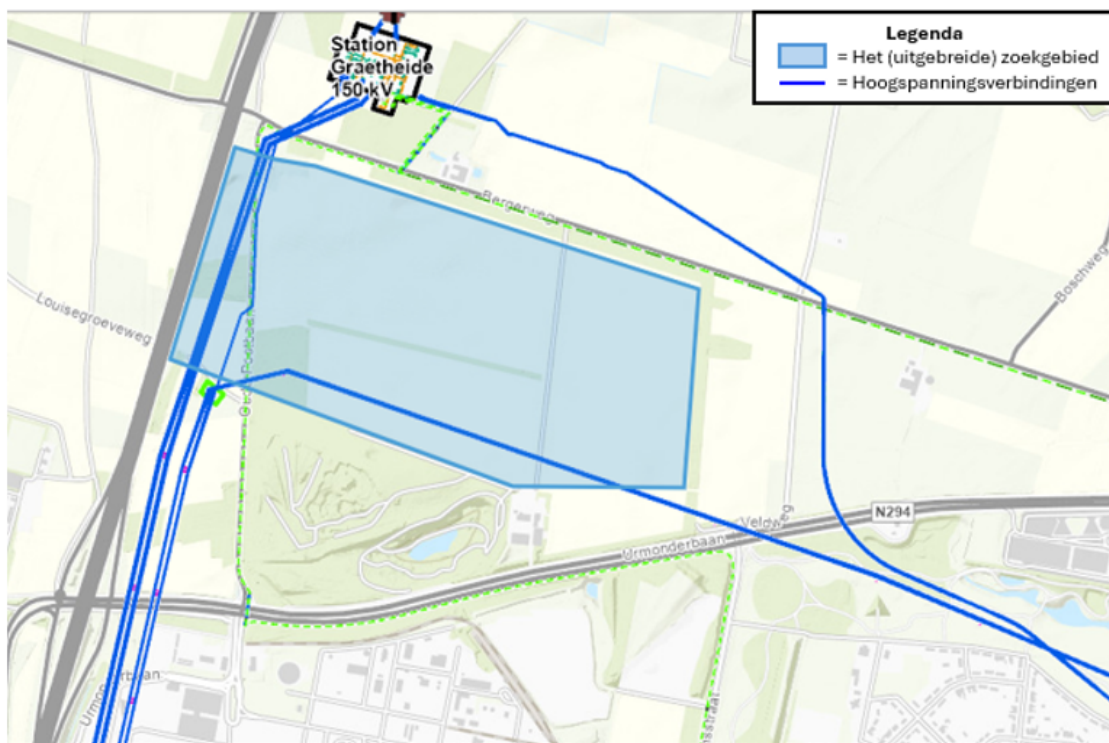 Legenda
= Het (uitgebreide) zoekgebied
= Hoogspanningsverbindingen
Station
Graetheide
150 kV
Bergerweg
Boschweg
Louisegroeveweg
N294
Veldweg
Urmonderbaan